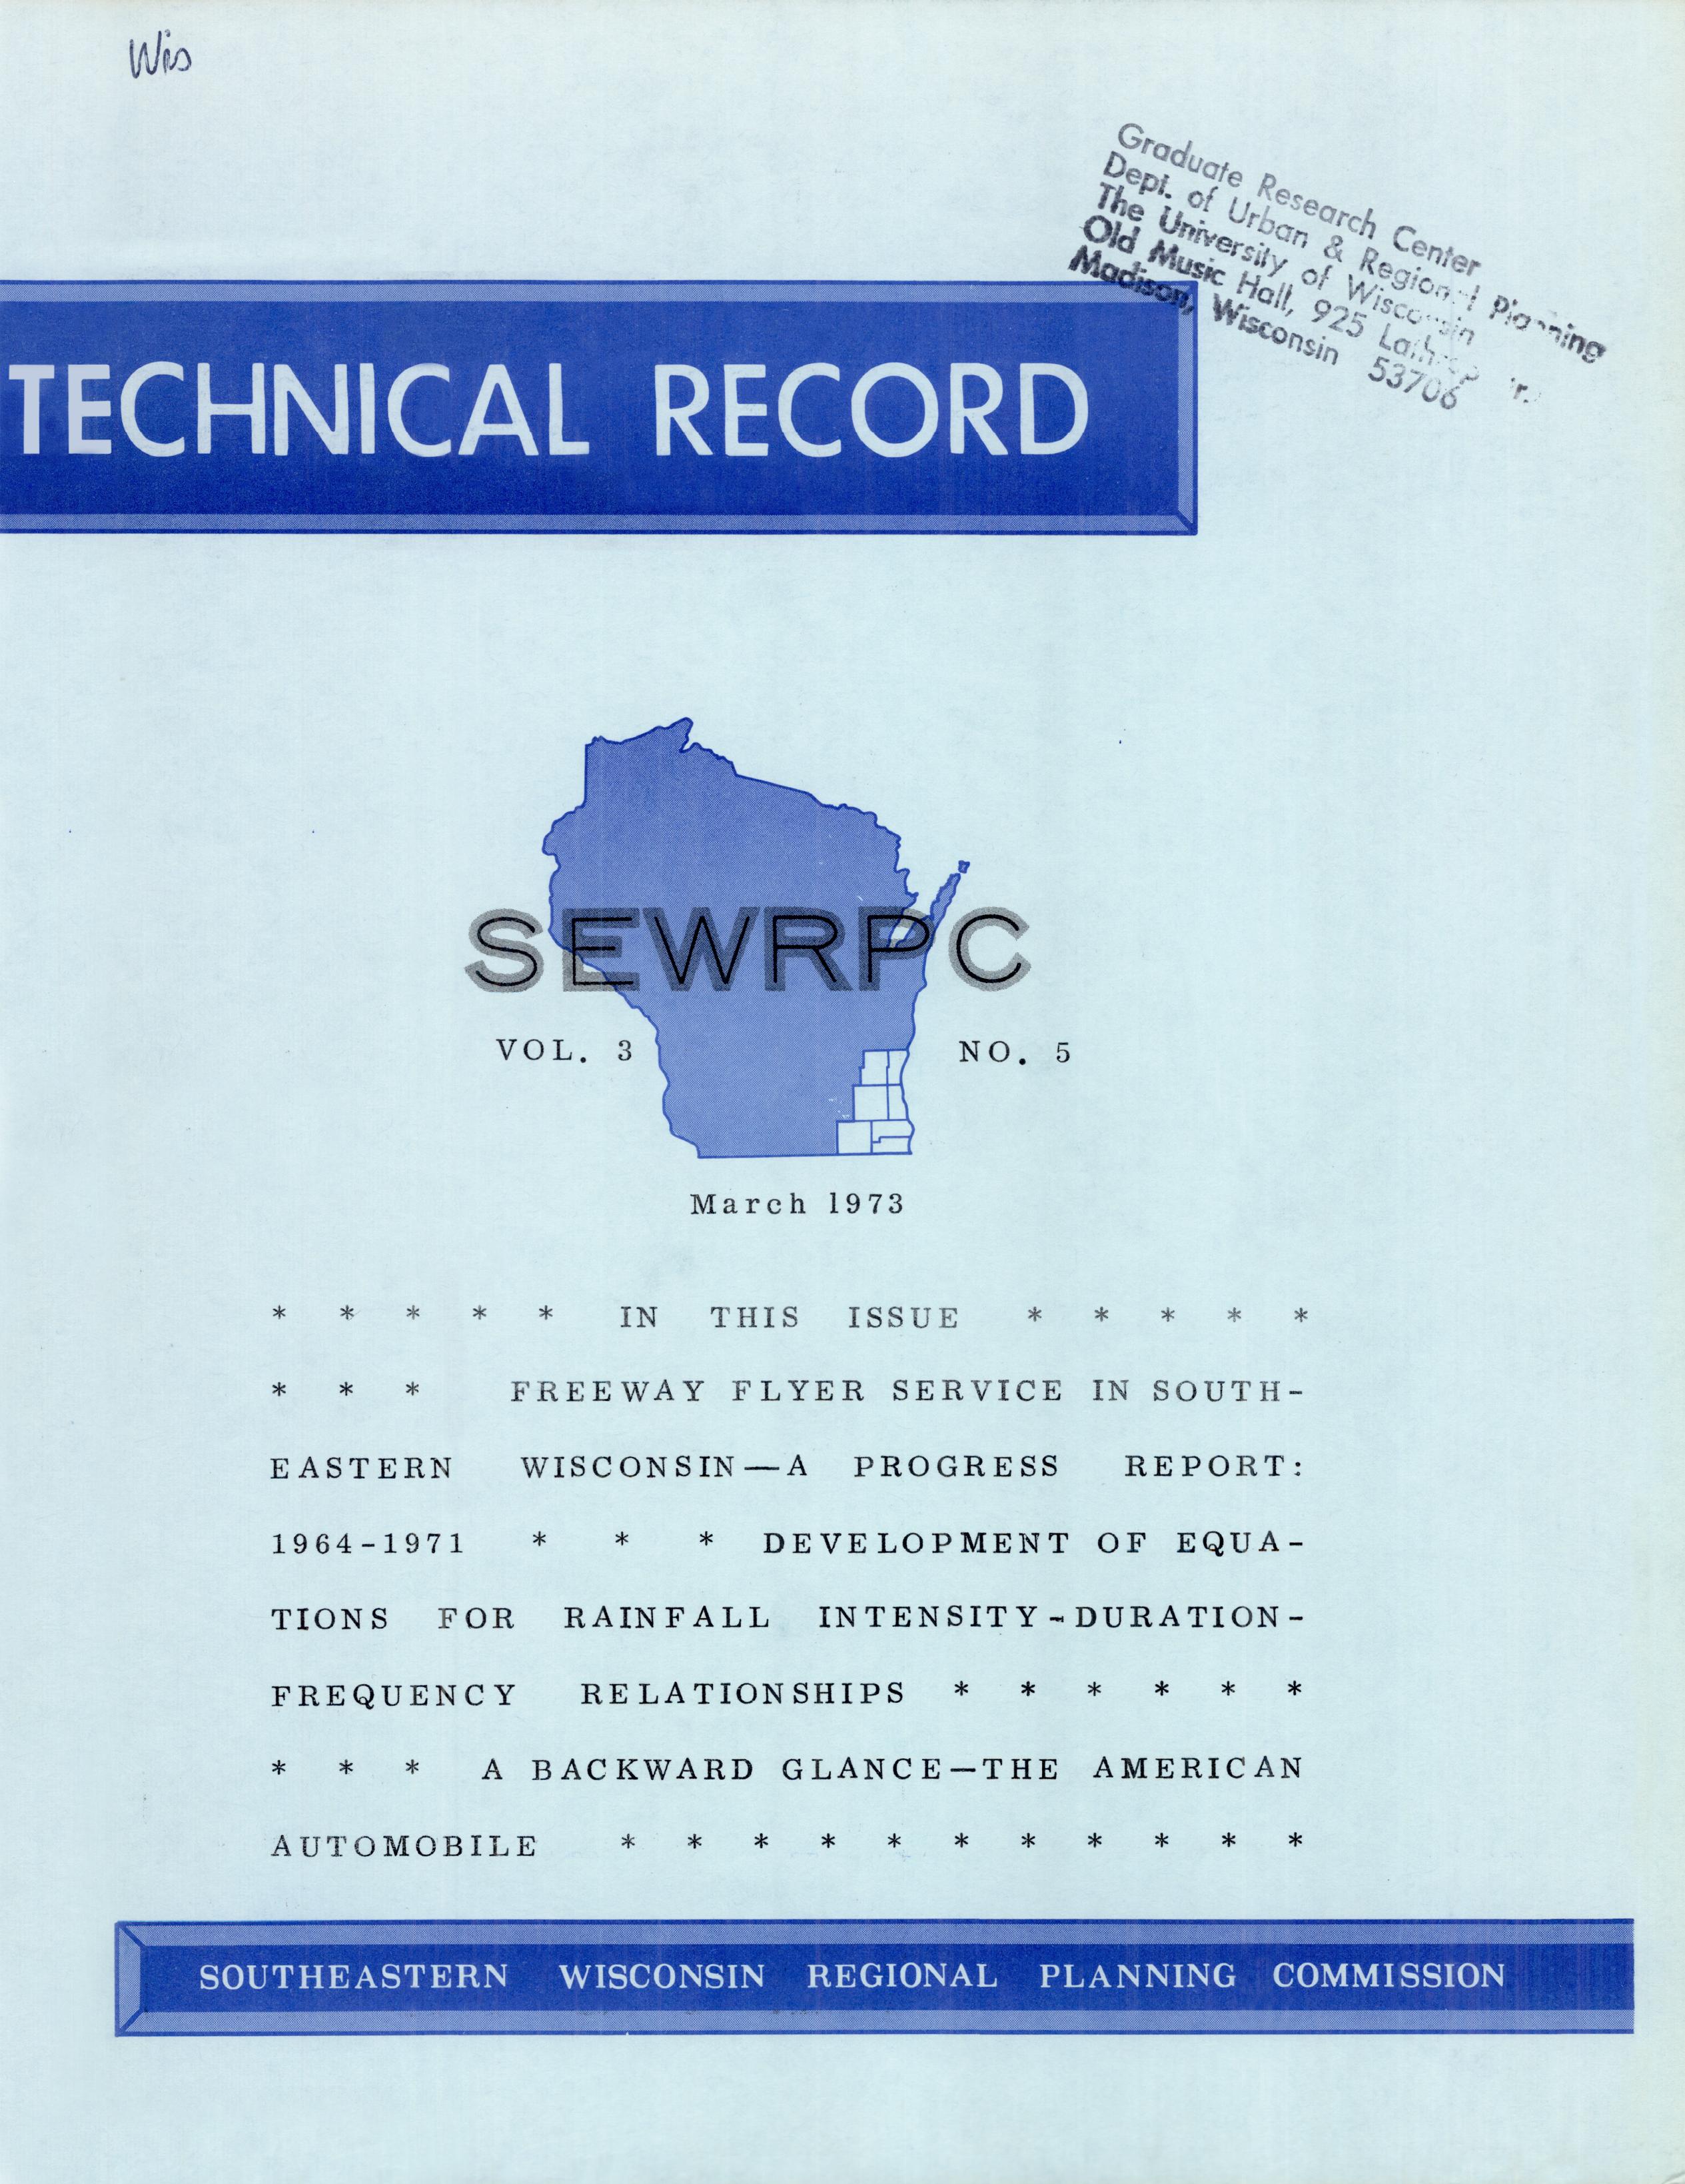 Wis
Graduate Research Center
Dept. of Urban & Regional Planning
The University of Wisconsin
Old Music Hall, 925 Lathrop
Madison, Wisconsin 53706
TECHNICAL RECORD
SEWRPC
VOL. 3 NO. 5
March 1973
* * * * * IN THIS ISSUE * * * * *
* * * FREEWAY FLYER SERVICE IN SOUTH-
EASTERN WISCONSIN—A PROGRESS REPORT:
1964-1971 * * * DEVELOPMENT OF EQUA-
TIONS FOR RAINFALL INTENSITY-DURATION-
FREQUENCY RELATIONSHIPS * * * * * *
* * * A BACKWARD GLANCE—THE AMERICAN
AUTOMOBILE * * * * * * * * * * *
SOUTHEASTERN WISCONSIN REGIONAL PLANNING COMMISSION